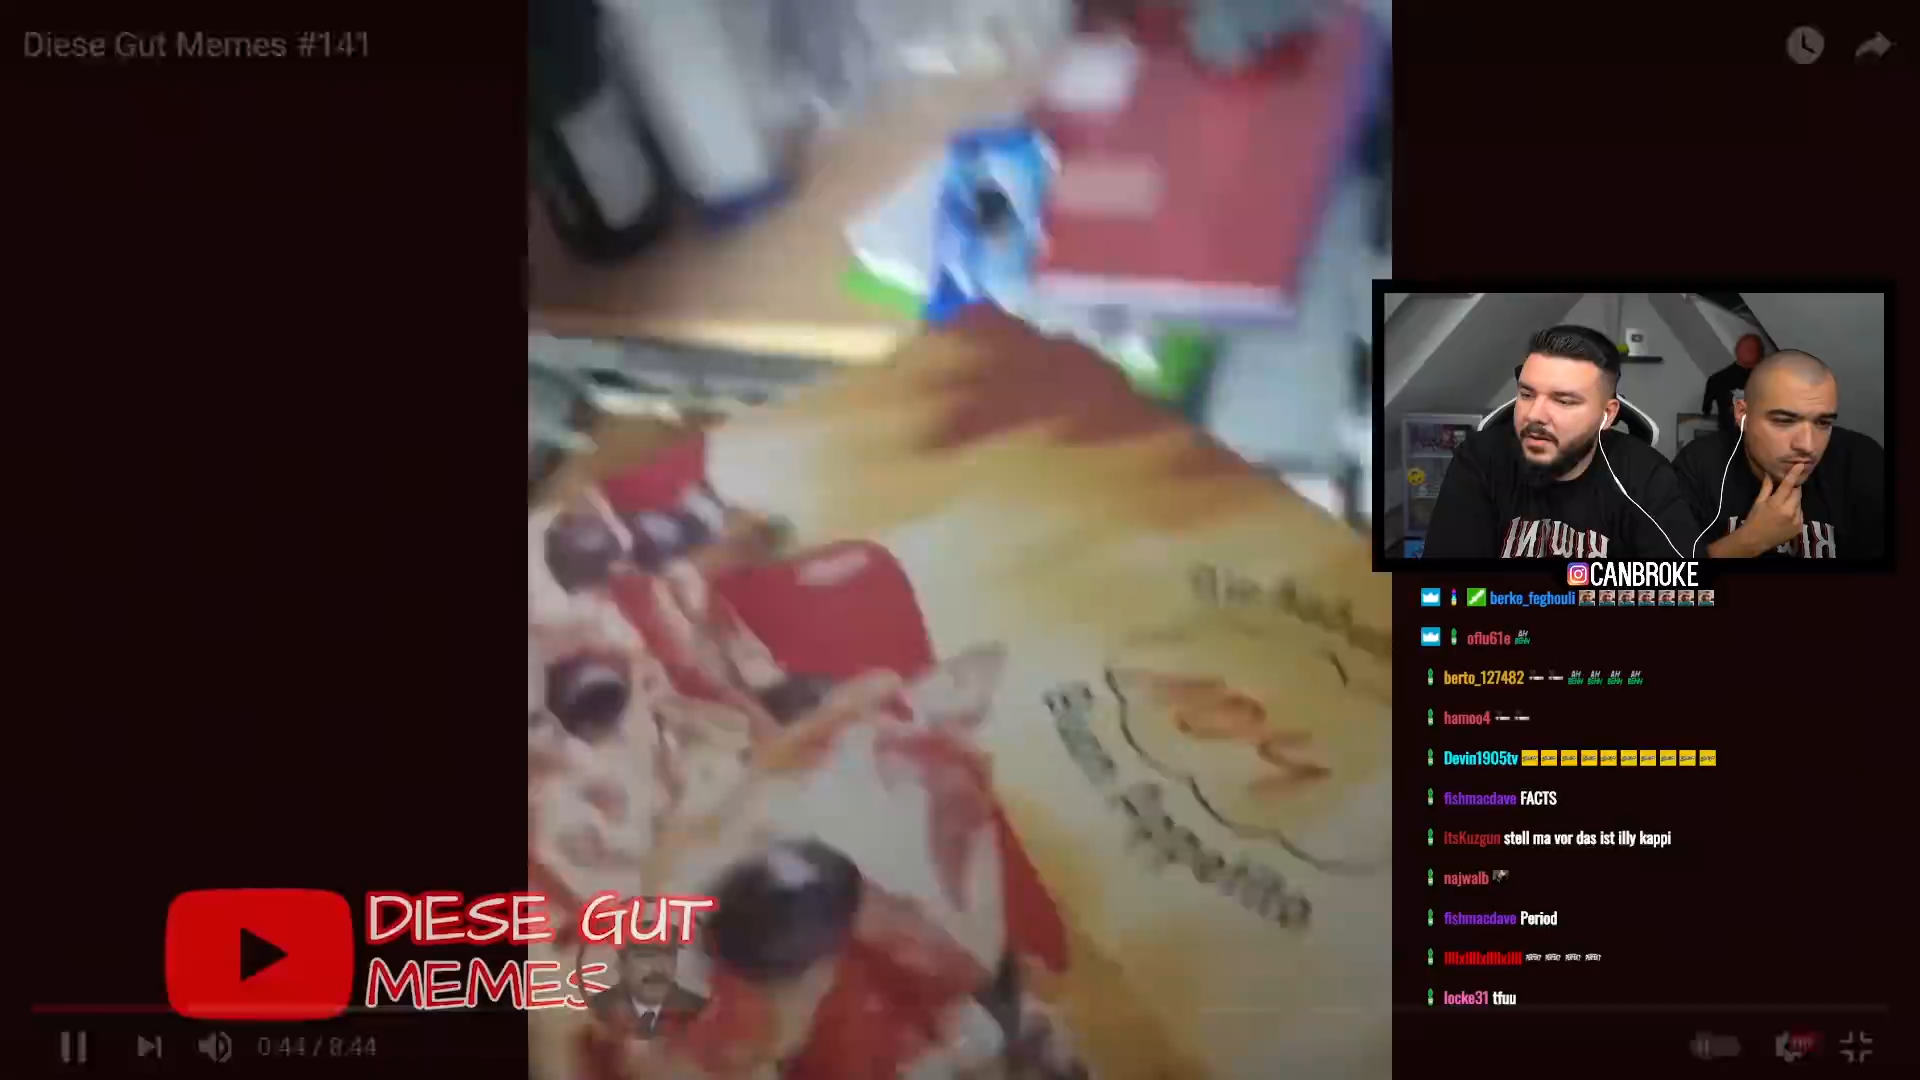 Diese Gut Memes #141
CANBROKE
berke_feghouli
oflu61e
berto_127482
hamoo4
Devin1905tv
fishmacdave FACTS
ItsKuzgun stell ma vor das ist illy kappi
najwalb
fishmacdave Period
locke31 tfuu
DIESE GUT
MEMES
0:44 / 8:44